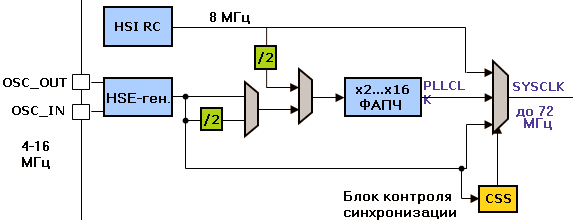 HSI RC
8 МГц
/2
OSC_OUT
HSE-ген.
x2...x16
ФАПЧ
PLLCL
K
SYSCLK
OSC_IN
/2
до 72
МГц
4-16
МГц
Блок контроля
синхронизации
CSS